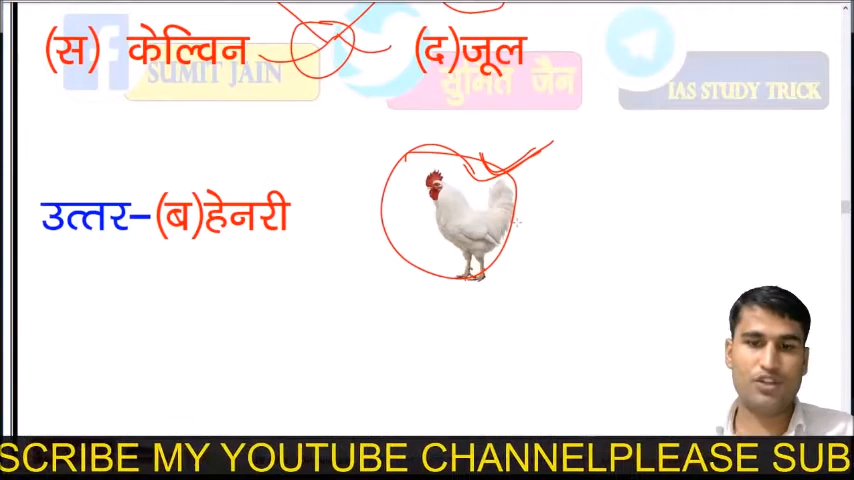 (स) केल्विन (द)जूल
SUMIT JAIN सुमित जैन IAS STUDY TRICK
उत्तर–(ब)हेनरी
SCRIBE MY YOUTUBE CHANNELPLEASE SUB